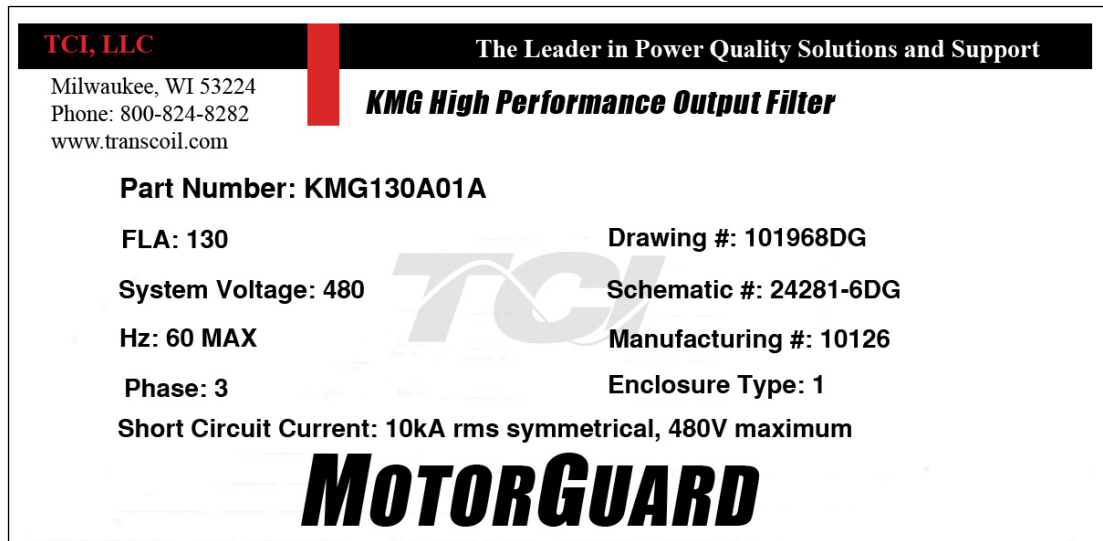 TCI, LLC
The Leader in Power Quality Solutions and Support
Milwaukee, WI 53224
Phone: 800-824-8282
www.transcoil.com
KMG High Performance Output Filter
Part Number: KMG130A01A
FLA: 130
Drawing #: 101968DG
System Voltage: 480
Schematic #: 24281-6DG
Hz: 60 MAX
Manufacturing #: 10126
Phase: 3
Enclosure Type: 1
Short Circuit Current: 10kA rms symmetrical, 480V maximum
TCI
MOTORGUARD